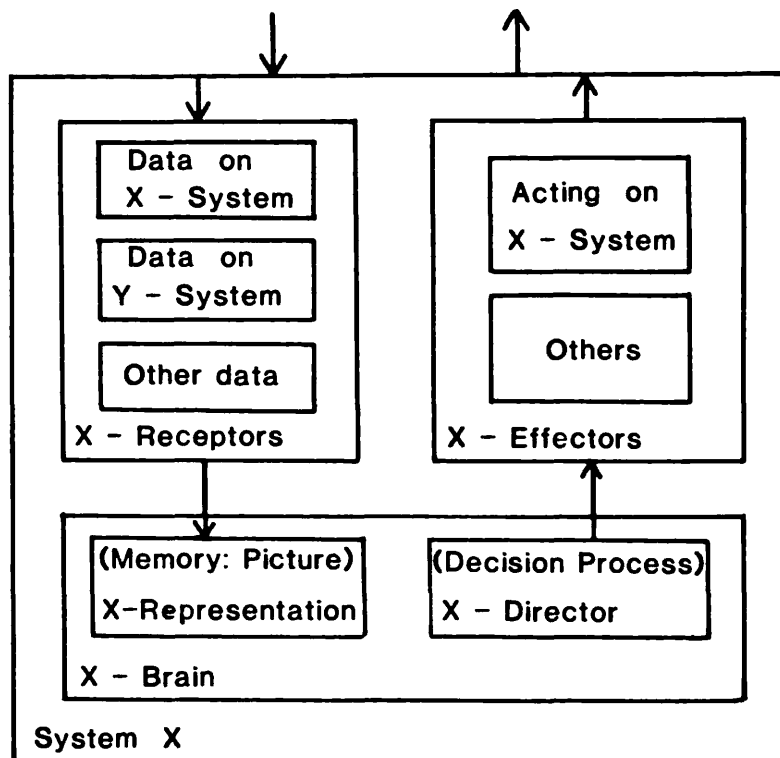 Data on
X - System
Data on
Y - System
Other data
X - Receptors
Acting on
X - System
Others
X - Effectors
(Memory: Picture)
X-Representation
(Decision Process)
X - Director
X - Brain
System X